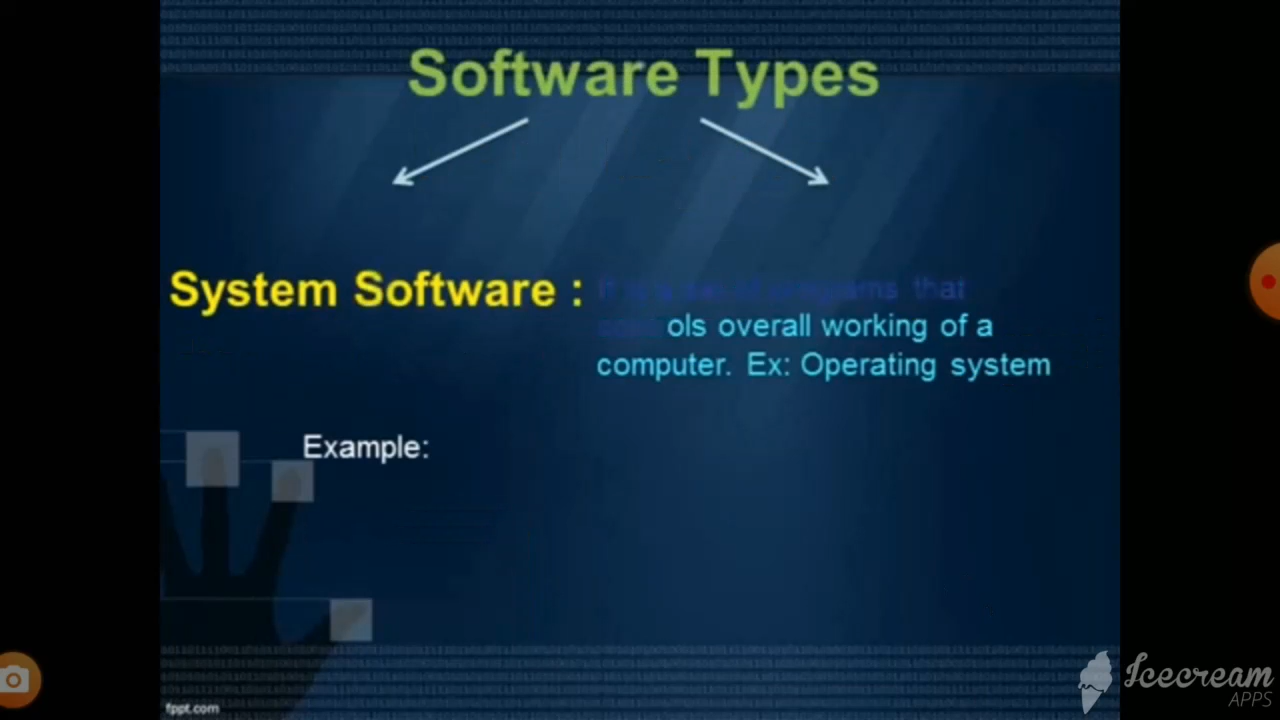 Software Types
System Software : It is a set of programs that
ols overall working of a
computer. Ex: Operating system
Example:
fppt.com
Icecream
APPS